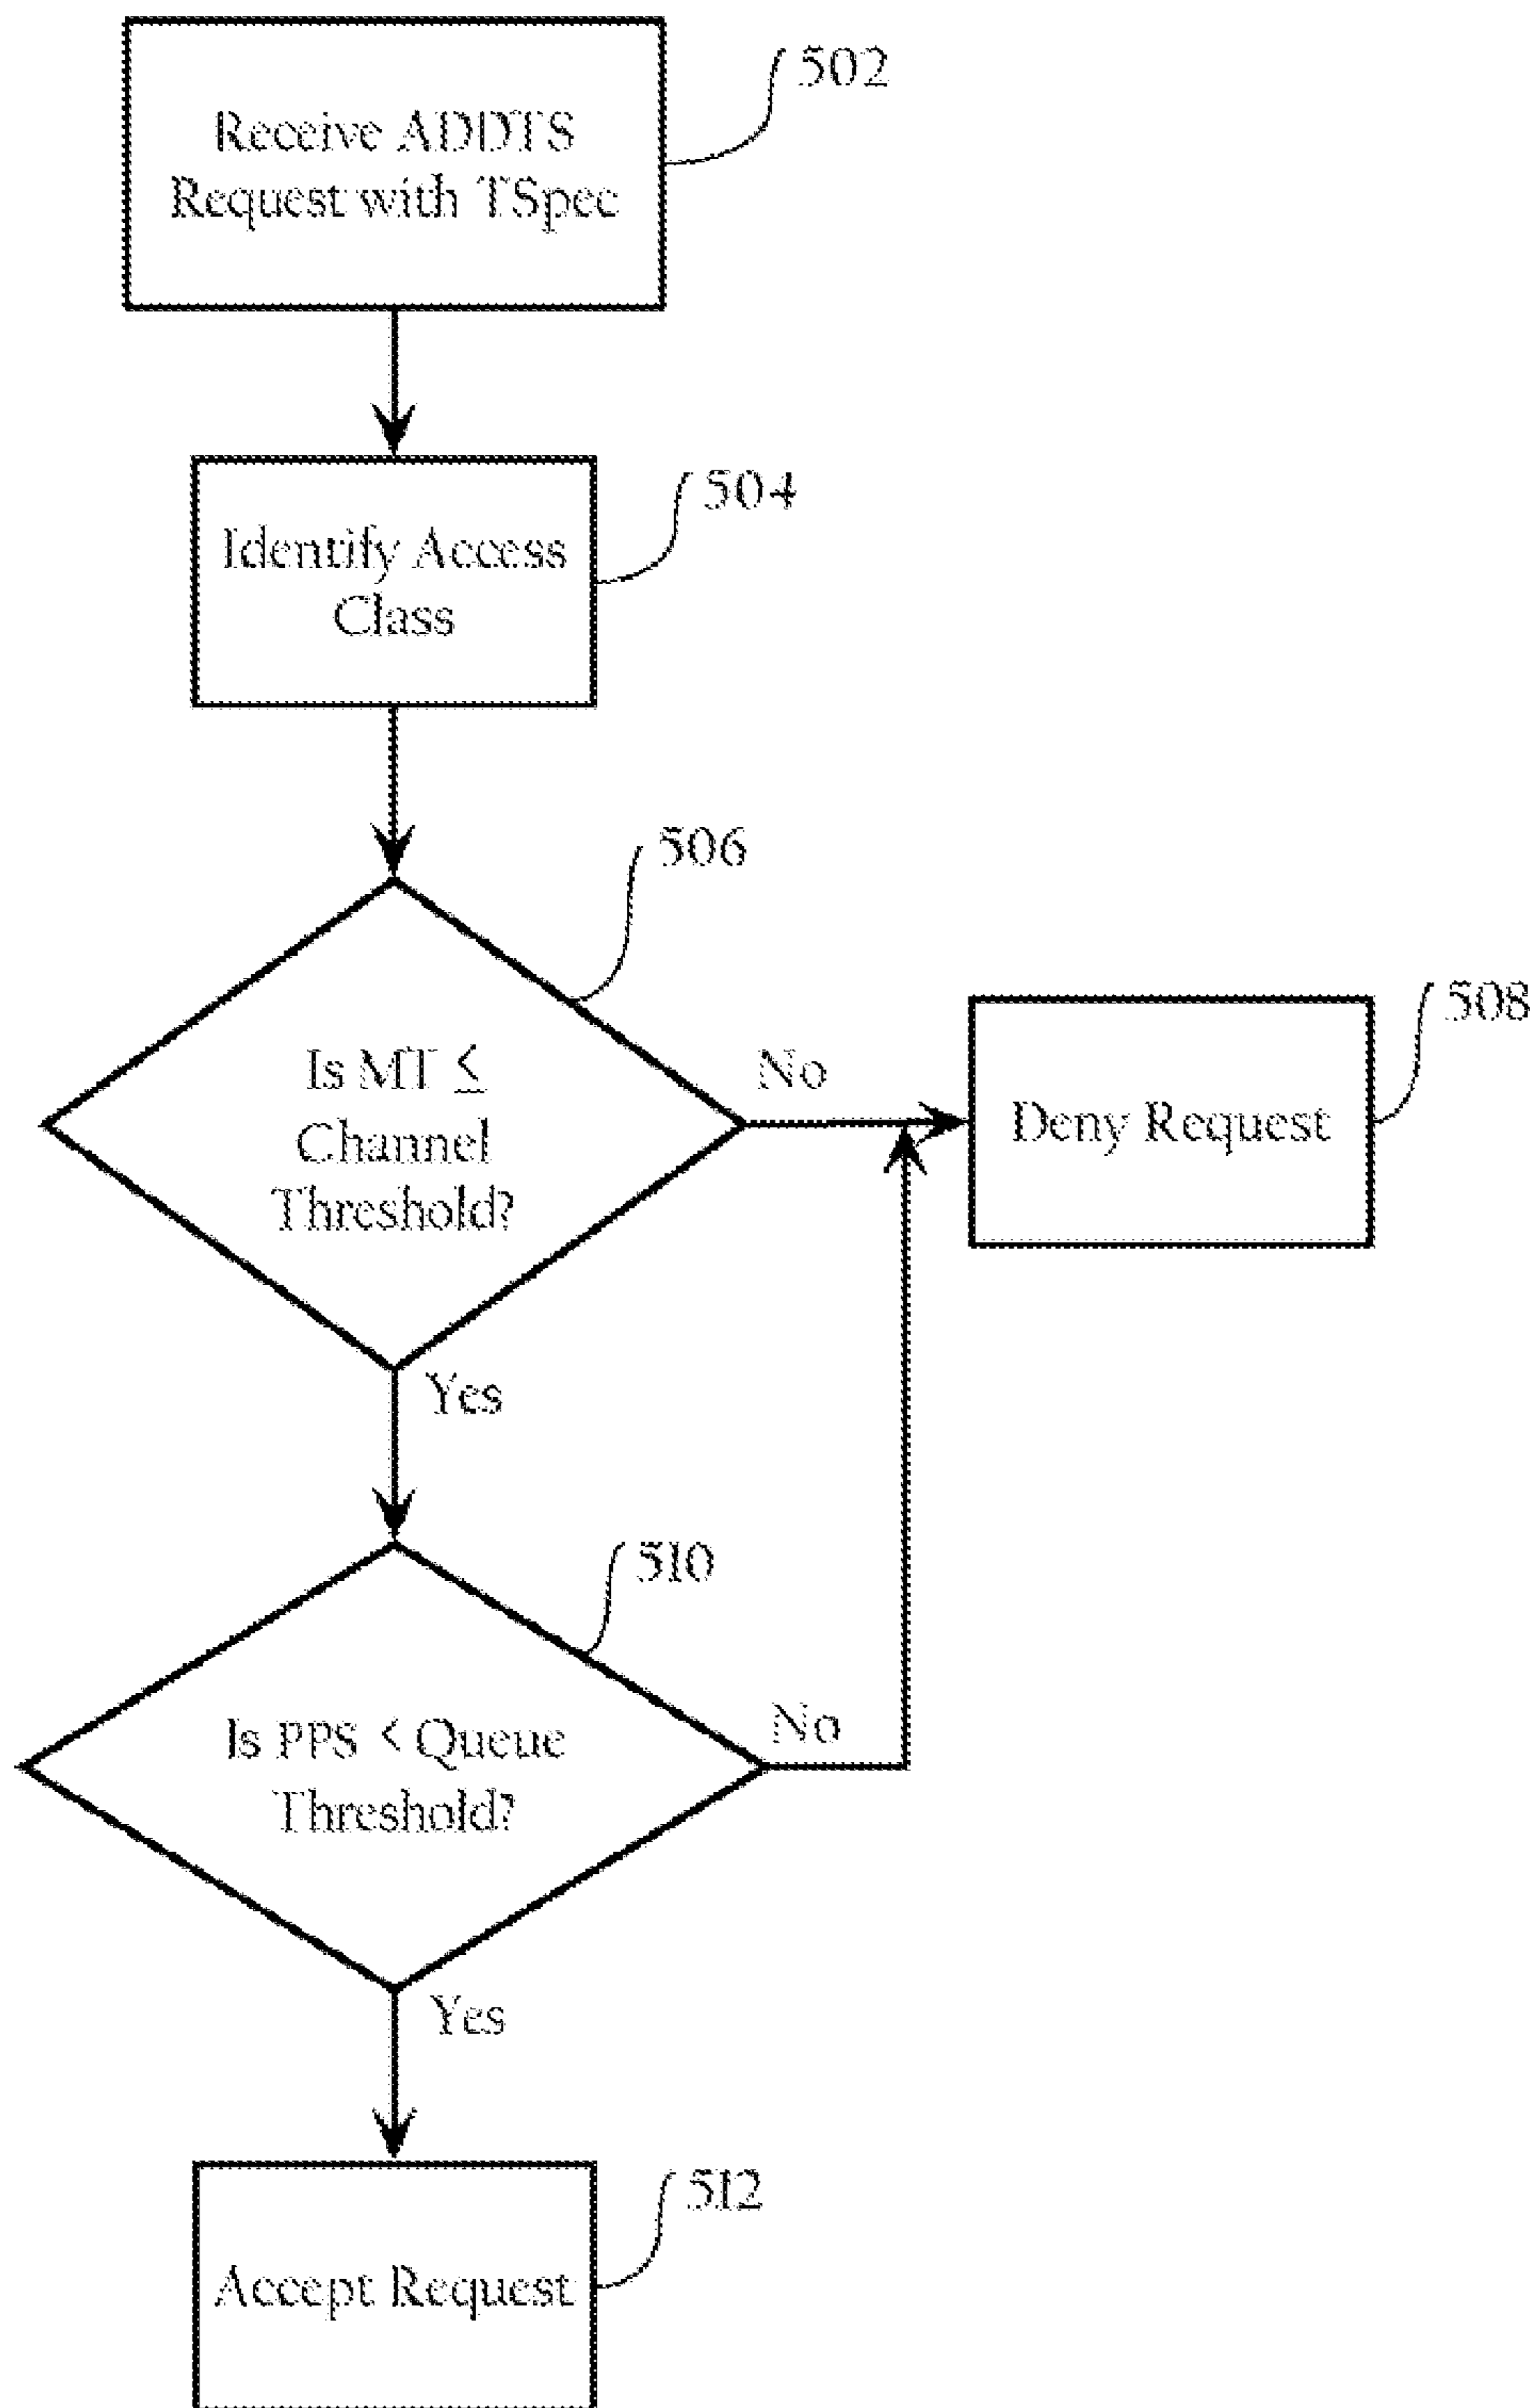 502
Receive ADDTS
Request with TSpec
504
Identify Access
Class
506
Is MT ≤
Channel
Threshold?
No
508
Deny Request
Yes
510
Is PPS < Queue
Threshold?
No
Yes
512
Accept Request